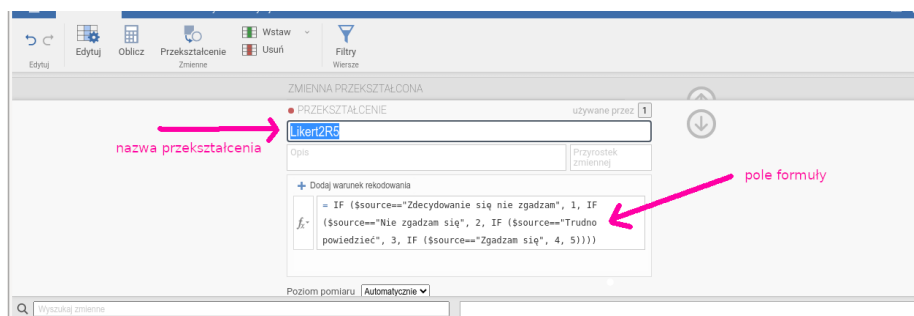 Edytuj
Oblicz
Przekształcenie
Wstaw
Usuń
Filtry
Edytuj
Zmienne
Wiersze
ZMIENNA PRZEKSZTAŁCONA
PRZEKSZTAŁCENIE
używane przez 1
Likert2R5
nazwa przekształcenia
Opis
Przyrostek
zmiennej
pole formuły
+ Dodaj warunek rekodowania
fx
= IF ($source=="Zdecydowanie się nie zgadzam", 1, IF
($source=="Nie zgadzam się", 2, IF ($source=="Trudno
powiedzieć", 3, IF ($source=="Zgadzam się", 4, 5))))
Poziom pomiaru Automatycznie
Wyszukaj zmienne